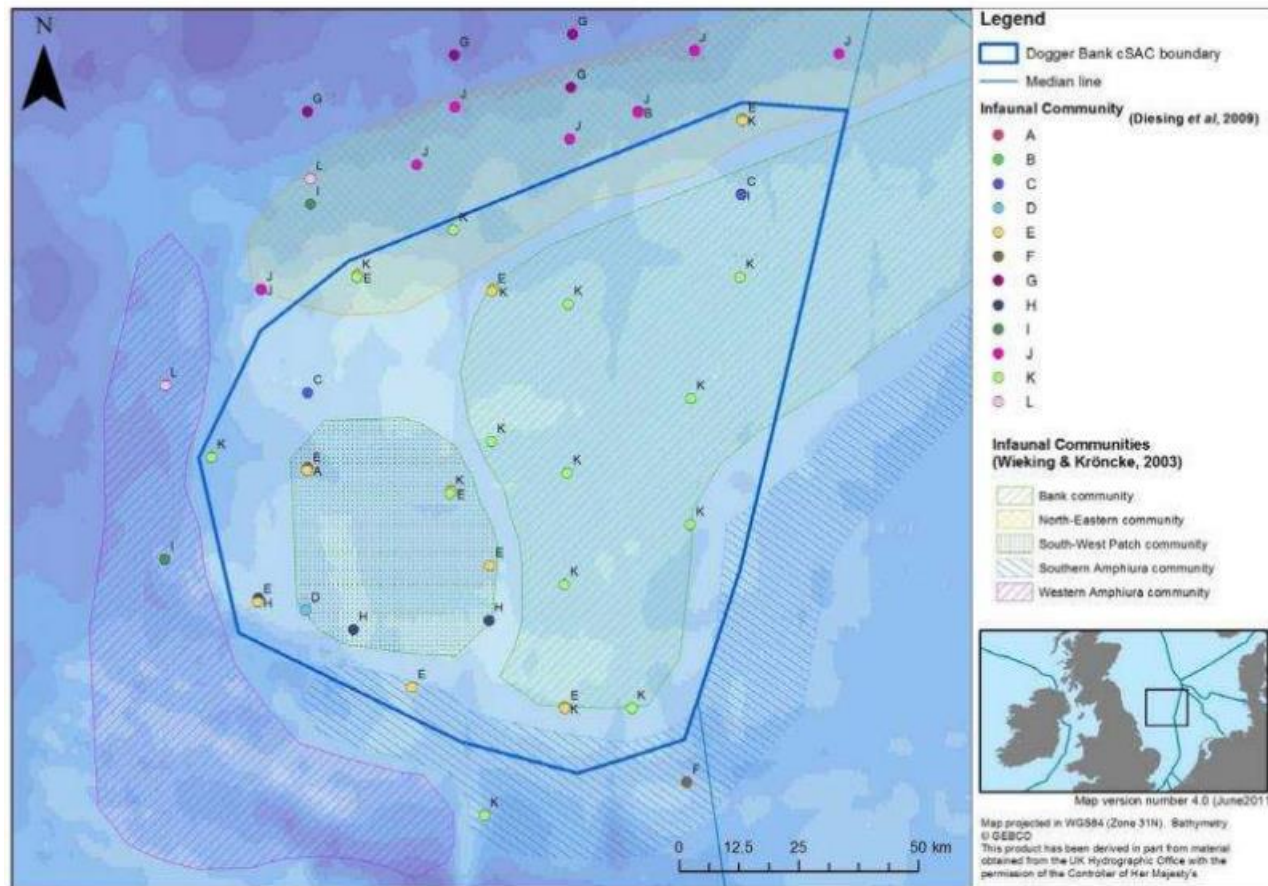 N
G
G
J
J
G
G
J
J
B
E
K
J
J
L
I
C
I
K
K
E
J
J
E
K
K
K
L
C
K
K
K
E
A
K
E
K
K
I
E
K
E
H
D
H
H
E
E
K
K
F
K
0 12.5 25 50 km
Legend
Dogger Bank cSAC boundary
Median line
Infaunal Community (Diesing et al, 2009)
A
B
C
D
E
F
G
H
I
J
K
L
Infaunal Communities
(Wieking & Kröncke, 2003)
Bank community
North-Eastern community
South-West Patch community
Southern Amphiura community
Western Amphiura community
Map version number 4.0 (June2011
Map projected in WGS84 (Zone 31N). Bathymetry
© GEBCO
This product has been derived in part from material
obtained from the UK Hydrographic Office with the
permission of the Controller of Her Majesty's